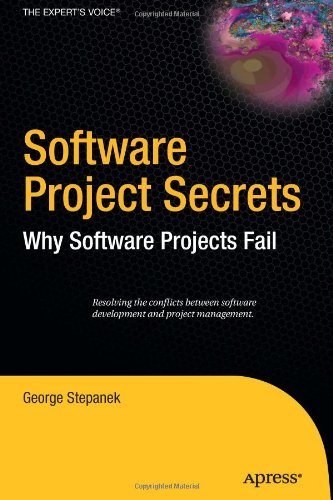 THE EXPERT'S VOICE®
Software
Project Secrets
Why Software Projects Fail
Resolving the conflicts between software
development and project management.
George Stepanek
Apress®